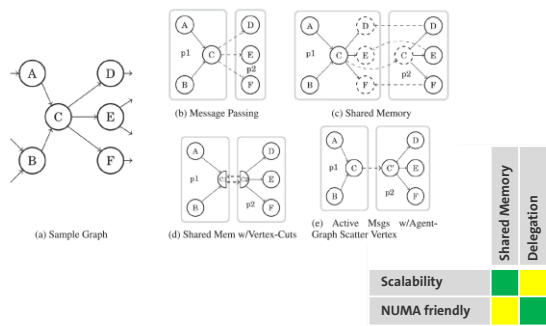 A
B
C
D
E
F
(a) Sample Graph
A
p1
B
C
D
E
p2
F
(b) Message Passing
A
p1
B
C
D
E
F
D
C
E
p2
F
(c) Shared Memory
A
p1
B
D
E
p2
F
(d) Shared Mem w/Vertex-Cuts
A
p1
B
C
C'
D
E
p2
F
(e) Active Msgs w/Agent-
Graph Scatter Vertex
Shared Memory
Delegation
Scalability
NUMA friendly